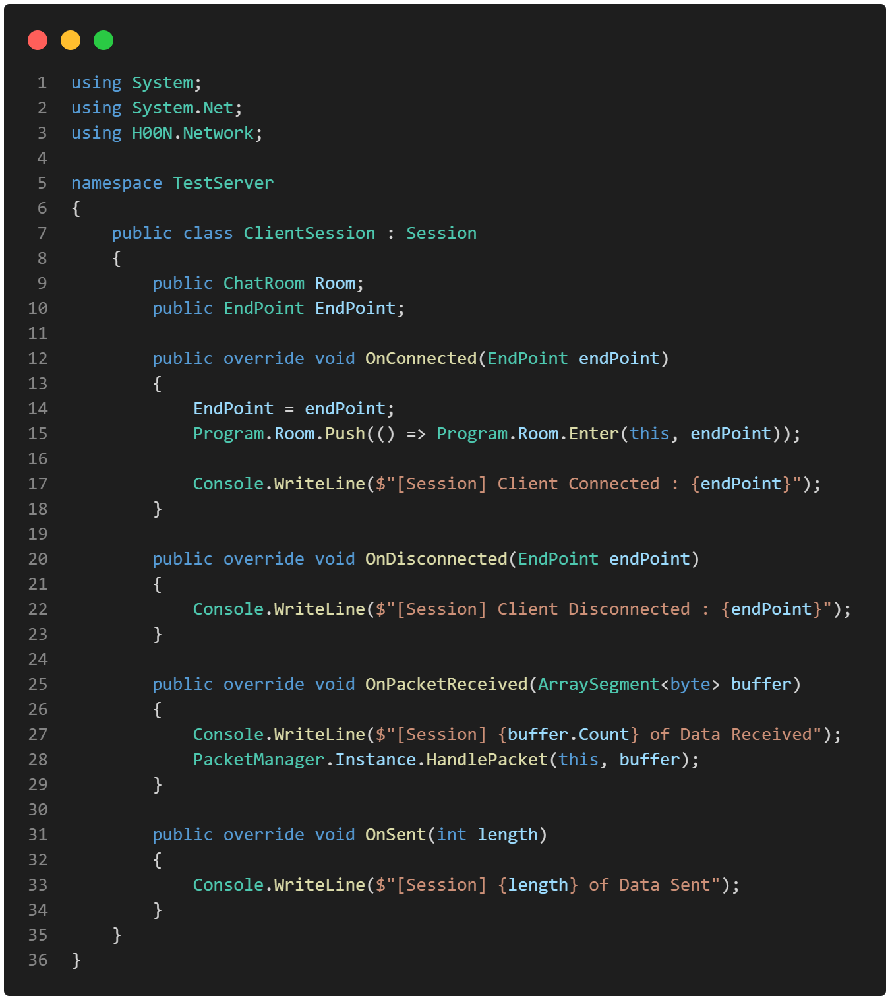 1 using System;
2 using System.Net;
3 using H00N.Network;
4
5 namespace TestServer
6 {
7     public class ClientSession : Session
8     {
9         public ChatRoom Room;
10         public EndPoint EndPoint;
11
12         public override void OnConnected(EndPoint endPoint)
13         {
14             EndPoint = endPoint;
15             Program.Room.Push(() => Program.Room.Enter(this, endPoint));
16
17             Console.WriteLine($"[Session] Client Connected : {endPoint}");
18         }
19
20         public override void OnDisconnected(EndPoint endPoint)
21         {
22             Console.WriteLine($"[Session] Client Disconnected : {endPoint}");
23         }
24
25         public override void OnPacketReceived(ArraySegment<byte> buffer)
26         {
27             Console.WriteLine($"[Session] {buffer.Count} of Data Received");
28             PacketManager.Instance.HandlePacket(this, buffer);
29         }
30
31         public override void OnSent(int length)
32         {
33             Console.WriteLine($"[Session] {length} of Data Sent");
34         }
35     }
36 }